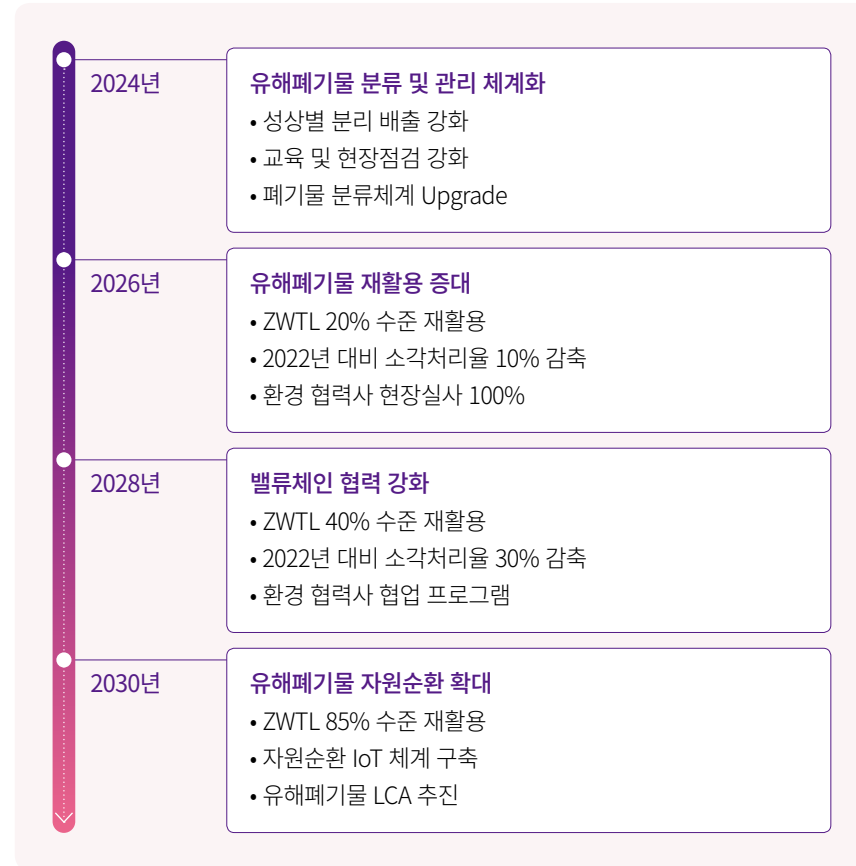 2024년
유해폐기물 분류 및 관리 체계화
• 성상별 분리 배출 강화
• 교육 및 현장점검 강화
• 폐기물 분류체계 Upgrade
2026년
유해폐기물 재활용 증대
• ZWTL 20% 수준 재활용
• 2022년 대비 소각처리율 10% 감축
• 환경 협력사 현장실사 100%
2028년
밸류체인 협력 강화
• ZWTL 40% 수준 재활용
• 2022년 대비 소각처리율 30% 감축
• 환경 협력사 협업 프로그램
2030년
유해폐기물 자원순환 확대
• ZWTL 85% 수준 재활용
• 자원순환 IoT 체계 구축
• 유해폐기물 LCA 추진